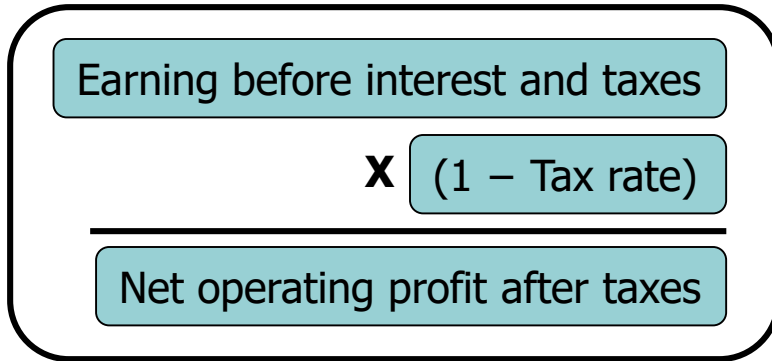 Earning before interest and taxes
X (1 – Tax rate)
Net operating profit after taxes